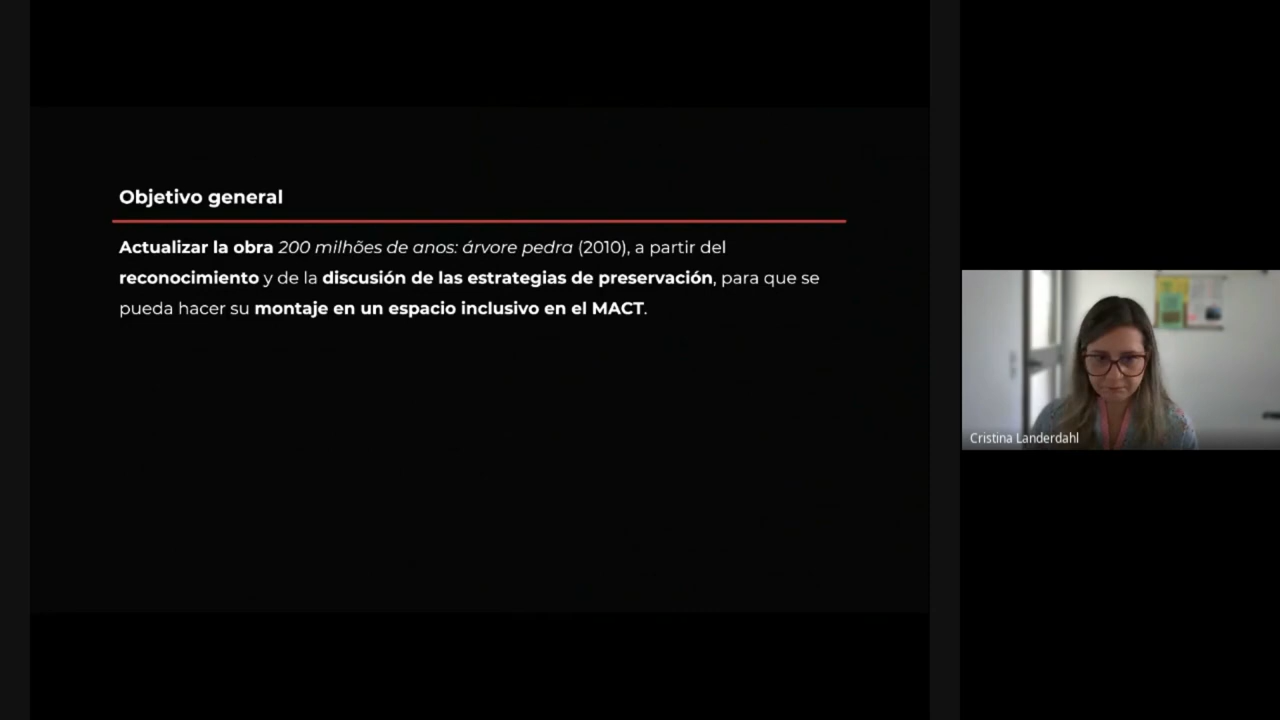 Objetivo general
Actualizar la obra 200 milhões de anos: árvore pedra (2010), a partir del
reconocimiento y de la discusión de las estrategias de preservación, para que se
pueda hacer su montaje en un espacio inclusivo en el MACT.
Cristina Landerdahl